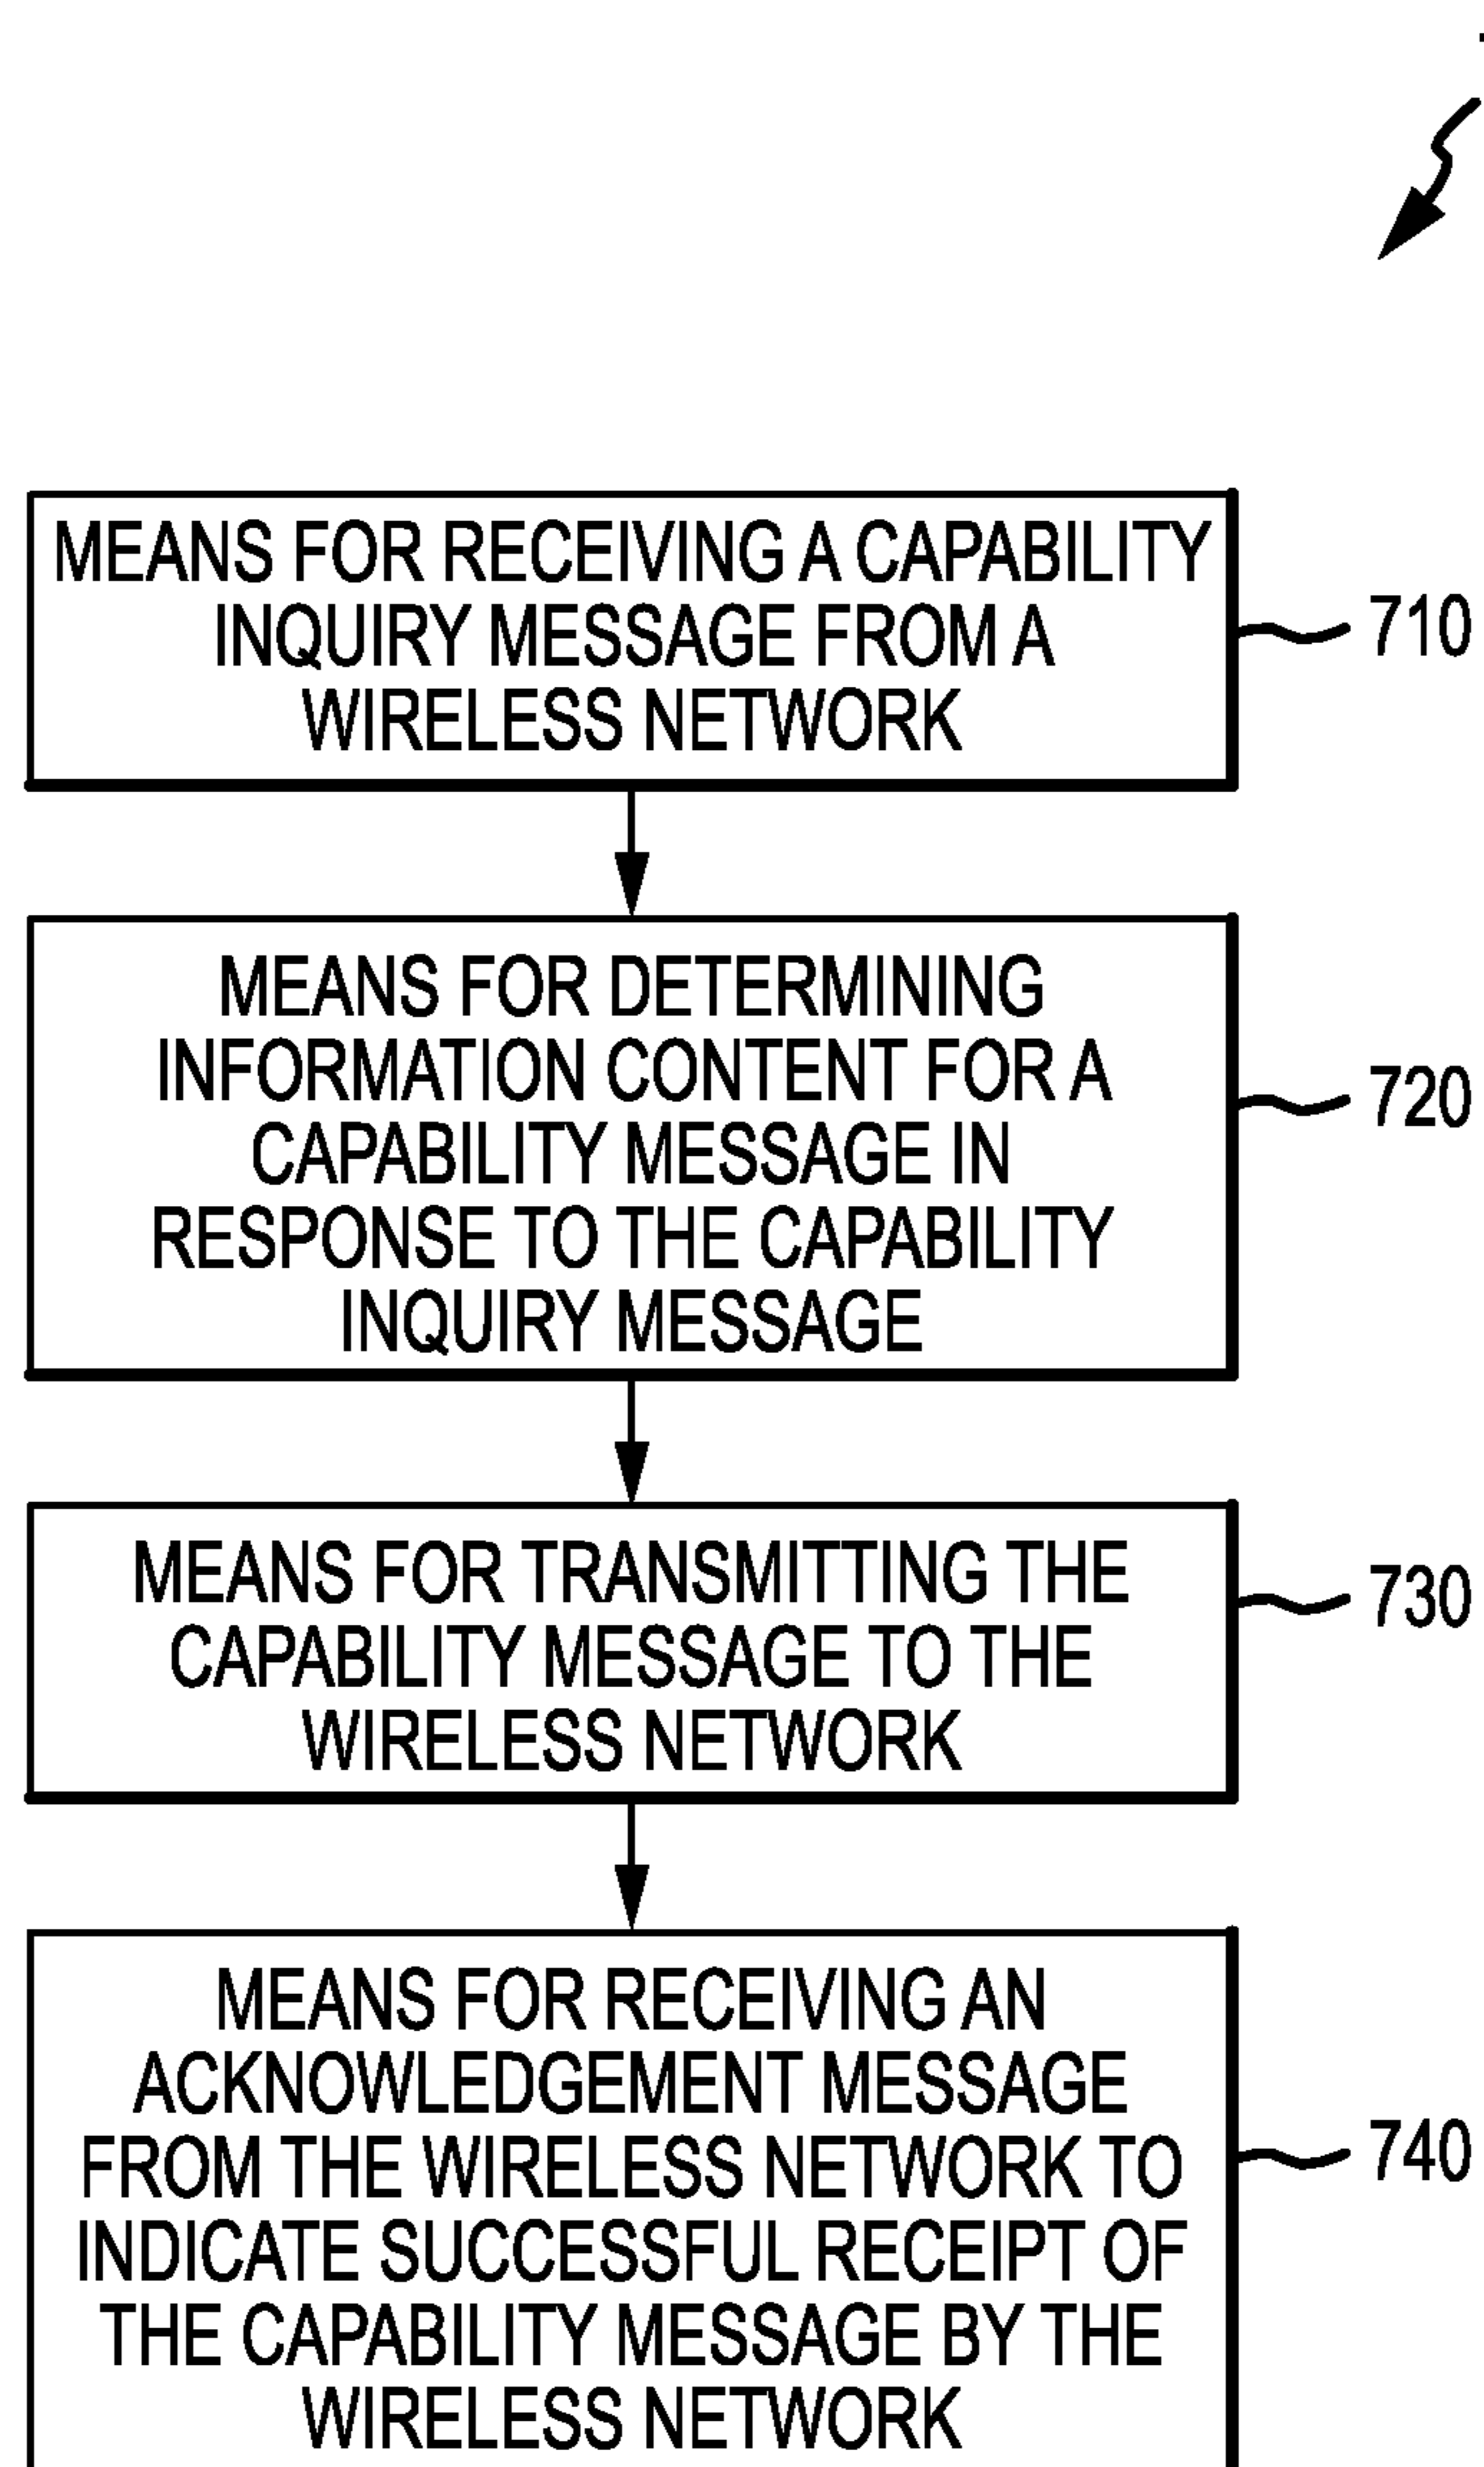 MEANS FOR RECEIVING A CAPABILITY
INQUIRY MESSAGE FROM A
WIRELESS NETWORK
710
MEANS FOR DETERMINING
INFORMATION CONTENT FOR A
CAPABILITY MESSAGE IN
RESPONSE TO THE CAPABILITY
INQUIRY MESSAGE
720
MEANS FOR TRANSMITTING THE
CAPABILITY MESSAGE TO THE
WIRELESS NETWORK
730
MEANS FOR RECEIVING AN
ACKNOWLEDGEMENT MESSAGE
FROM THE WIRELESS NETWORK TO
INDICATE SUCCESSFUL RECEIPT OF
THE CAPABILITY MESSAGE BY THE
WIRELESS NETWORK
740